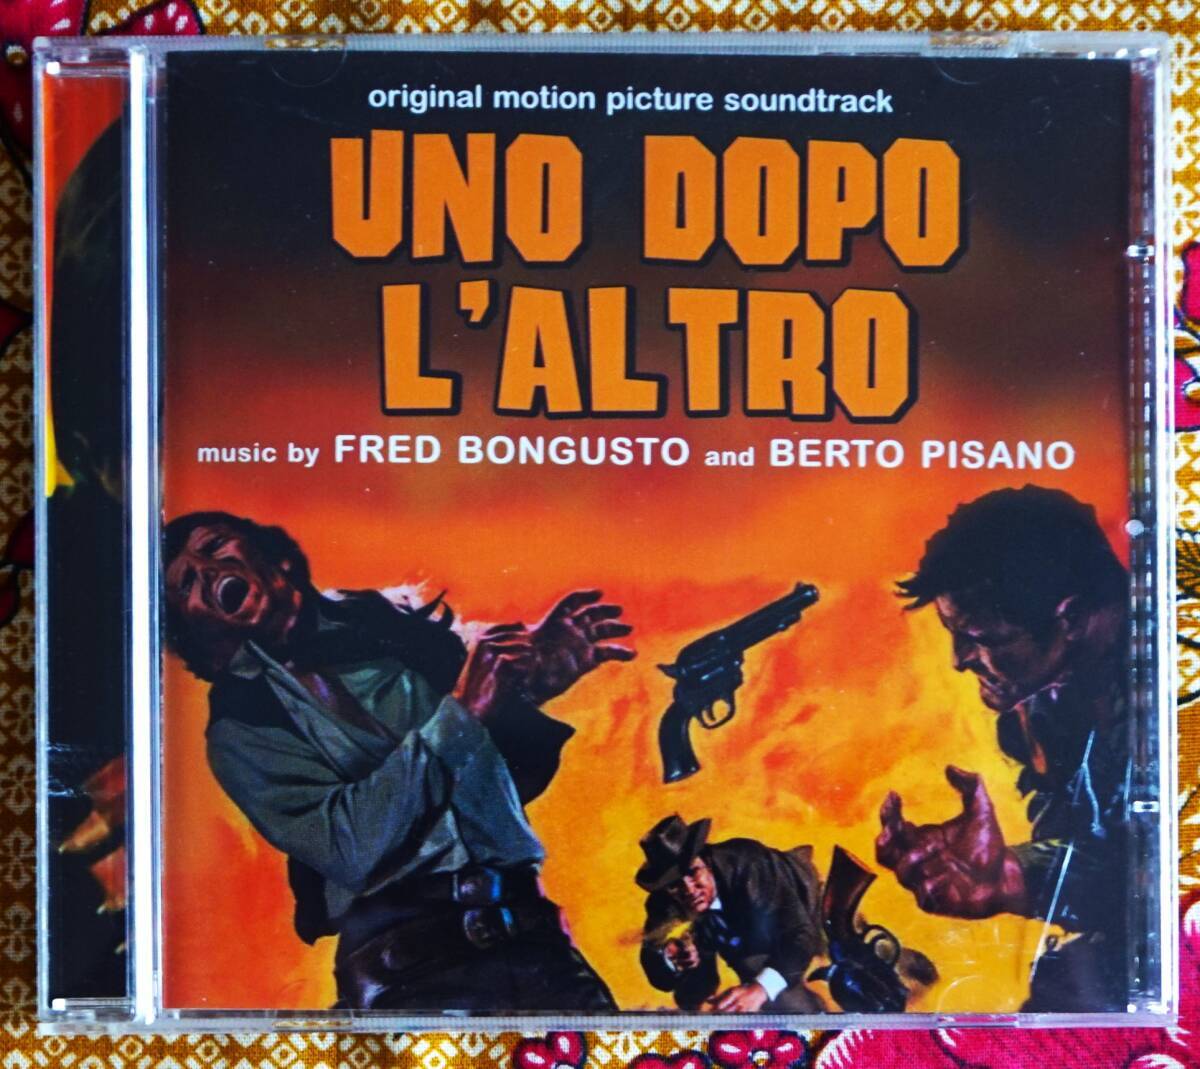 original motion picture soundtrack
UNO DOPO
L'ALTRO
music by FRED BONGUSTO and BERTO PISANO